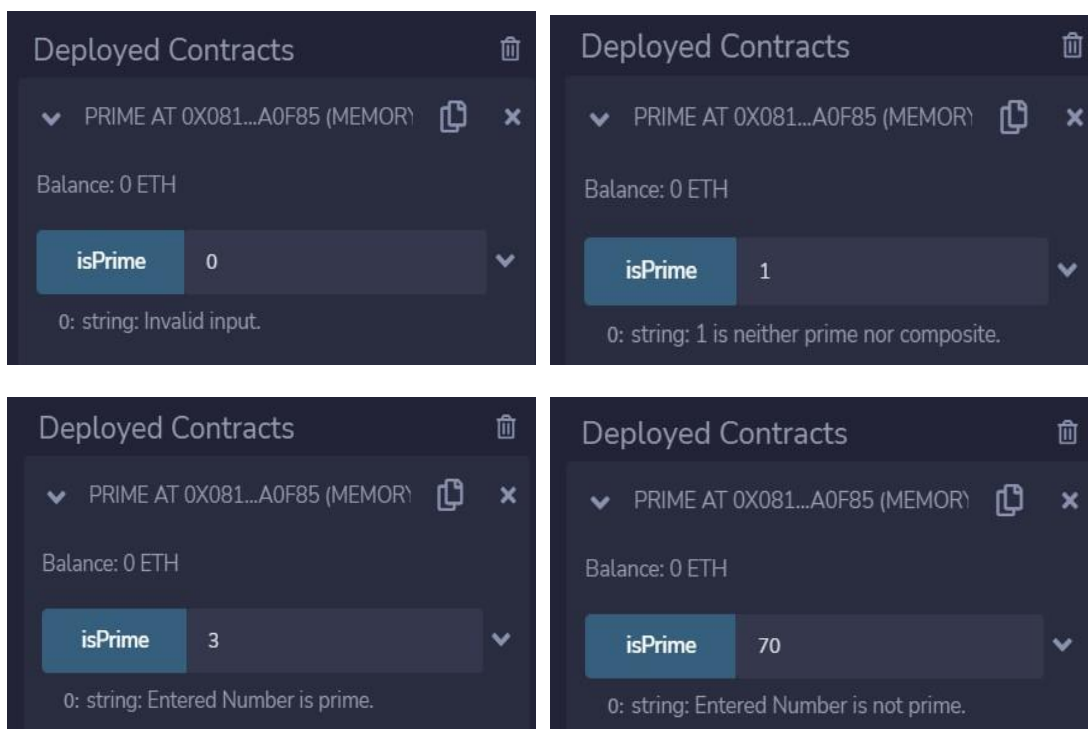 Deployed Contracts
PRIME AT 0X081...A0F85 (MEMORY
Balance: 0 ETH
isPrime 0
0: string: Invalid input.
Deployed Contracts
PRIME AT 0X081...A0F85 (MEMORY
Balance: 0 ETH
isPrime 1
0: string: 1 is neither prime nor composite.
Deployed Contracts
PRIME AT 0X081...A0F85 (MEMORY
Balance: 0 ETH
isPrime 3
0: string: Entered Number is prime.
Deployed Contracts
PRIME AT 0X081...A0F85 (MEMORY
Balance: 0 ETH
isPrime 70
0: string: Entered Number is not prime.